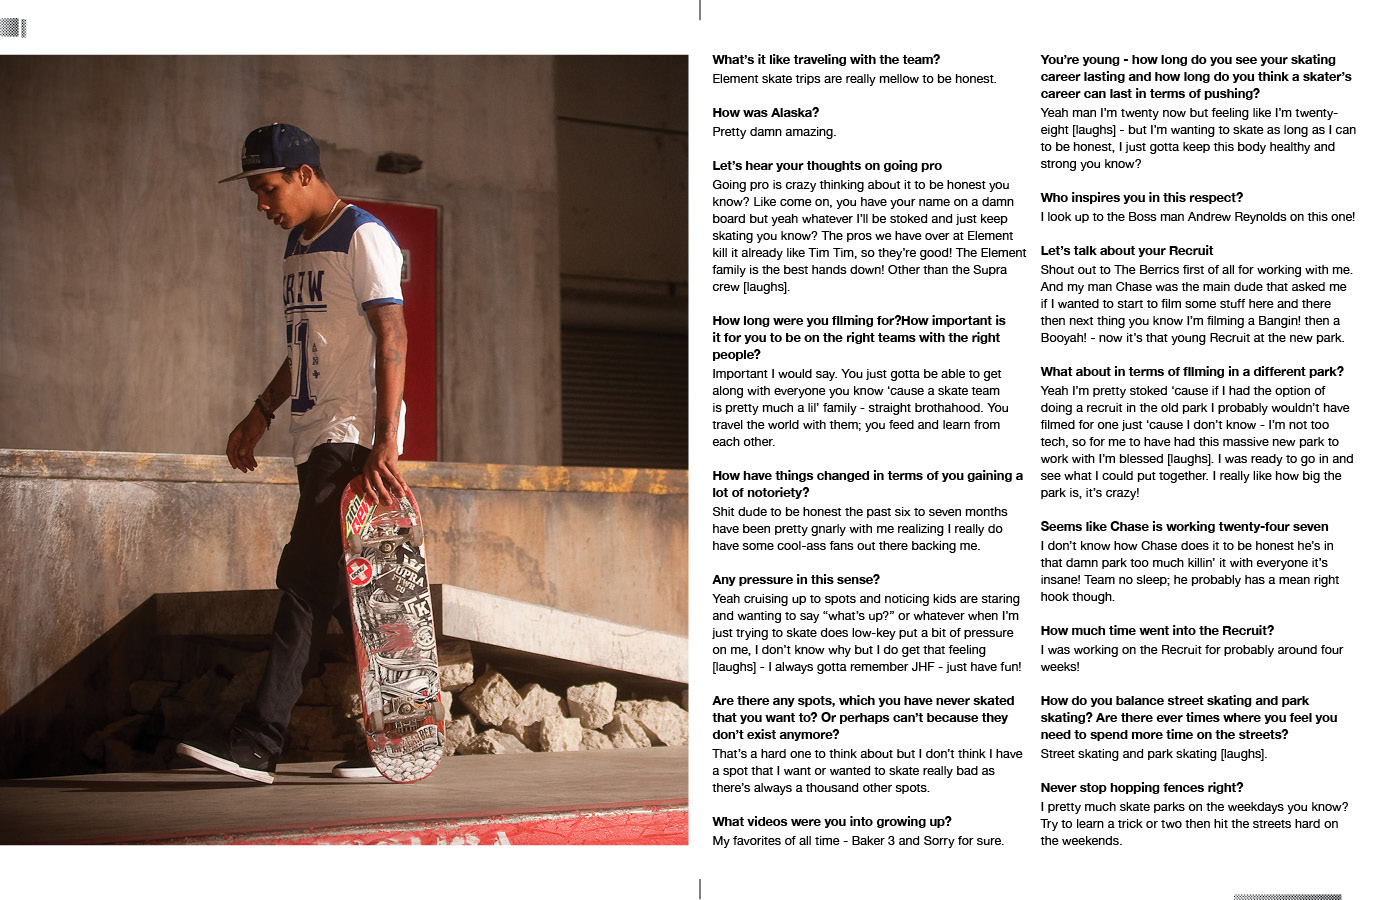 KREW
SUPRA
FTWR
CO
What's it like traveling with the team?
Element skate trips are really mellow to be honest.
How was Alaska?
Pretty damn amazing.
Let's hear your thoughts on going pro
Going pro is crazy thinking about it to be honest you
know? Like come on, you have your name on a damn
board but yeah whatever I'll be stoked and just keep
skating you know? The pros we have over at Element
kill it already like Tim Tim, so they're good! The Element
family is the best hands down! Other than the Supra
crew [laughs].
How long were you filming for?How important is
it for you to be on the right teams with the right
people?
Important I would say. You just gotta be able to get
along with everyone you know ‘cause a skate team
is pretty much a lil’ family - straight brothahood. You
travel the world with them; you feed and learn from
each other.
How have things changed in terms of you gaining a
lot of notoriety?
Shit dude to be honest the past six to seven months
have been pretty gnarly with me realizing I really do
have some cool-ass fans out there backing me.
Any pressure in this sense?
Yeah cruising up to spots and noticing kids are staring
and wanting to say “what's up?” or whatever when I'm
just trying to skate does low-key put a bit of pressure
on me, I don't know why but I do get that feeling
[laughs] - I always gotta remember JHF - just have fun!
Are there any spots, which you have never skated
that you want to? Or perhaps can't because they
don't exist anymore?
That's a hard one to think about but I don't think I have
a spot that I want or wanted to skate really bad as
there's always a thousand other spots.
What videos were you into growing up?
My favorites of all time - Baker 3 and Sorry for sure.
You're young - how long do you see your skating
career lasting and how long do you think a skater's
career can last in terms of pushing?
Yeah man I'm twenty now but feeling like I'm twenty-
eight [laughs] - but I'm wanting to skate as long as I can
to be honest, I just gotta keep this body healthy and
strong you know?
Who inspires you in this respect?
I look up to the Boss man Andrew Reynolds on this one!
Let's talk about your Recruit
Shout out to The Berrics first of all for working with me.
And my man Chase was the main dude that asked me
if I wanted to start to film some stuff here and there
then next thing you know I'm filming a Bangin! then a
Booyah! - now it's that young Recruit at the new park.
What about in terms of filming in a different park?
Yeah I'm pretty stoked ‘cause if I had the option of
doing a recruit in the old park I probably wouldn't have
filmed for one just ‘cause I don't know - I'm not too
tech, so for me to have had this massive new park to
work with I'm blessed [laughs]. I was ready to go in and
see what I could put together. I really like how big the
park is, it's crazy!
Seems like Chase is working twenty-four seven
I don't know how Chase does it to be honest he's in
that damn park too much killin’ it with everyone it's
insane! Team no sleep; he probably has a mean right
hook though.
How much time went into the Recruit?
I was working on the Recruit for probably around four
weeks!
How do you balance street skating and park
skating? Are there ever times where you feel you
need to spend more time on the streets?
Street skating and park skating [laughs].
Never stop hopping fences right?
I pretty much skate parks on the weekdays you know?
Try to learn a trick or two then hit the streets hard on
the weekends.